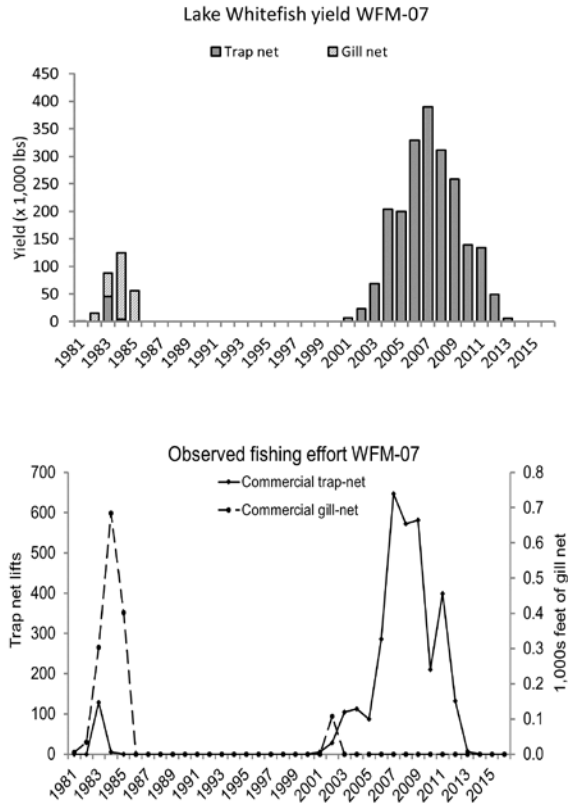 Lake Whitefish yield WFM-07
Trap net Gill net
Yield (x 1,000 lbs)
450
400
350
300
250
200
150
100
50
0
1981 1983 1985 1987 1989 1991 1993 1995 1997 1999 2001 2003 2005 2007 2009 2011 2013 2015
Observed fishing effort WFM-07
Commercial trap-net
Commercial gill-net
Trap net lifts
700
600
500
400
300
200
100
0
1,000s feet of gill net
0.8
0.7
0.6
0.5
0.4
0.3
0.2
0.1
0.0
1981 1983 1985 1987 1989 1991 1993 1995 1997 1999 2001 2003 2005 2007 2009 2011 2013 2015